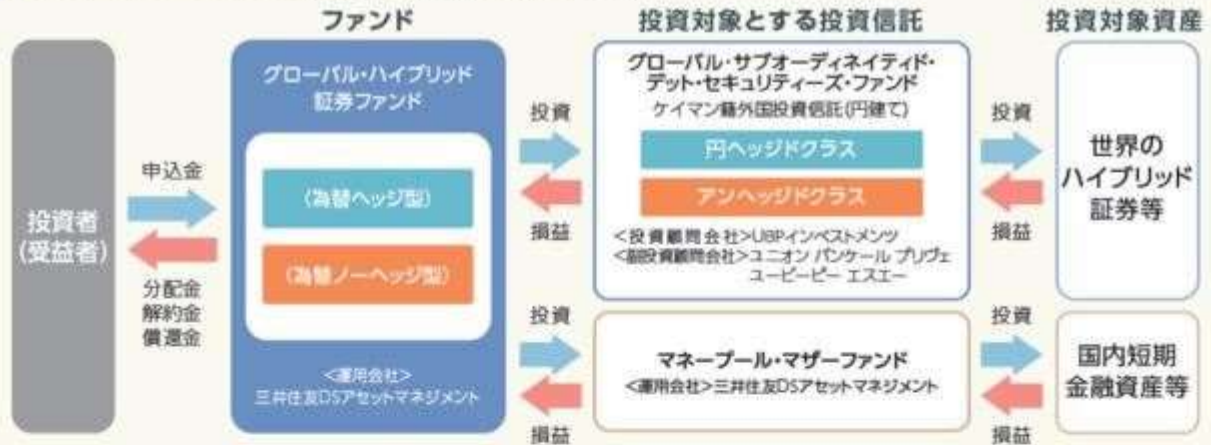 ファンド
投資対象とする投資信託
投資対象資産
投資者
(受益者)
申込金
分配金
解約金
償還金
グローバル・ハイブリッド
証券ファンド
(為替ヘッジ型)
(為替ノーヘッジ型)
<運用会社>
三井住友DSアセットマネジメント
投資
損益
投資
損益
グローバル・サブオーディネイティド・
デット・セキュリティーズ・ファンド
ケイマン籍外国投資信託(円建て)
円ヘッジドクラス
アンヘッジドクラス
<投資顧問会社>UBPインベストメンツ
<副投資顧問会社>ユニオン バンケール プリヴェ
ユービーピー エスエー
マネープール・マザーファンド
<運用会社>三井住友DSアセットマネジメント
投資
損益
投資
損益
世界の
ハイブリッド
証券等
国内短期
金融資産等